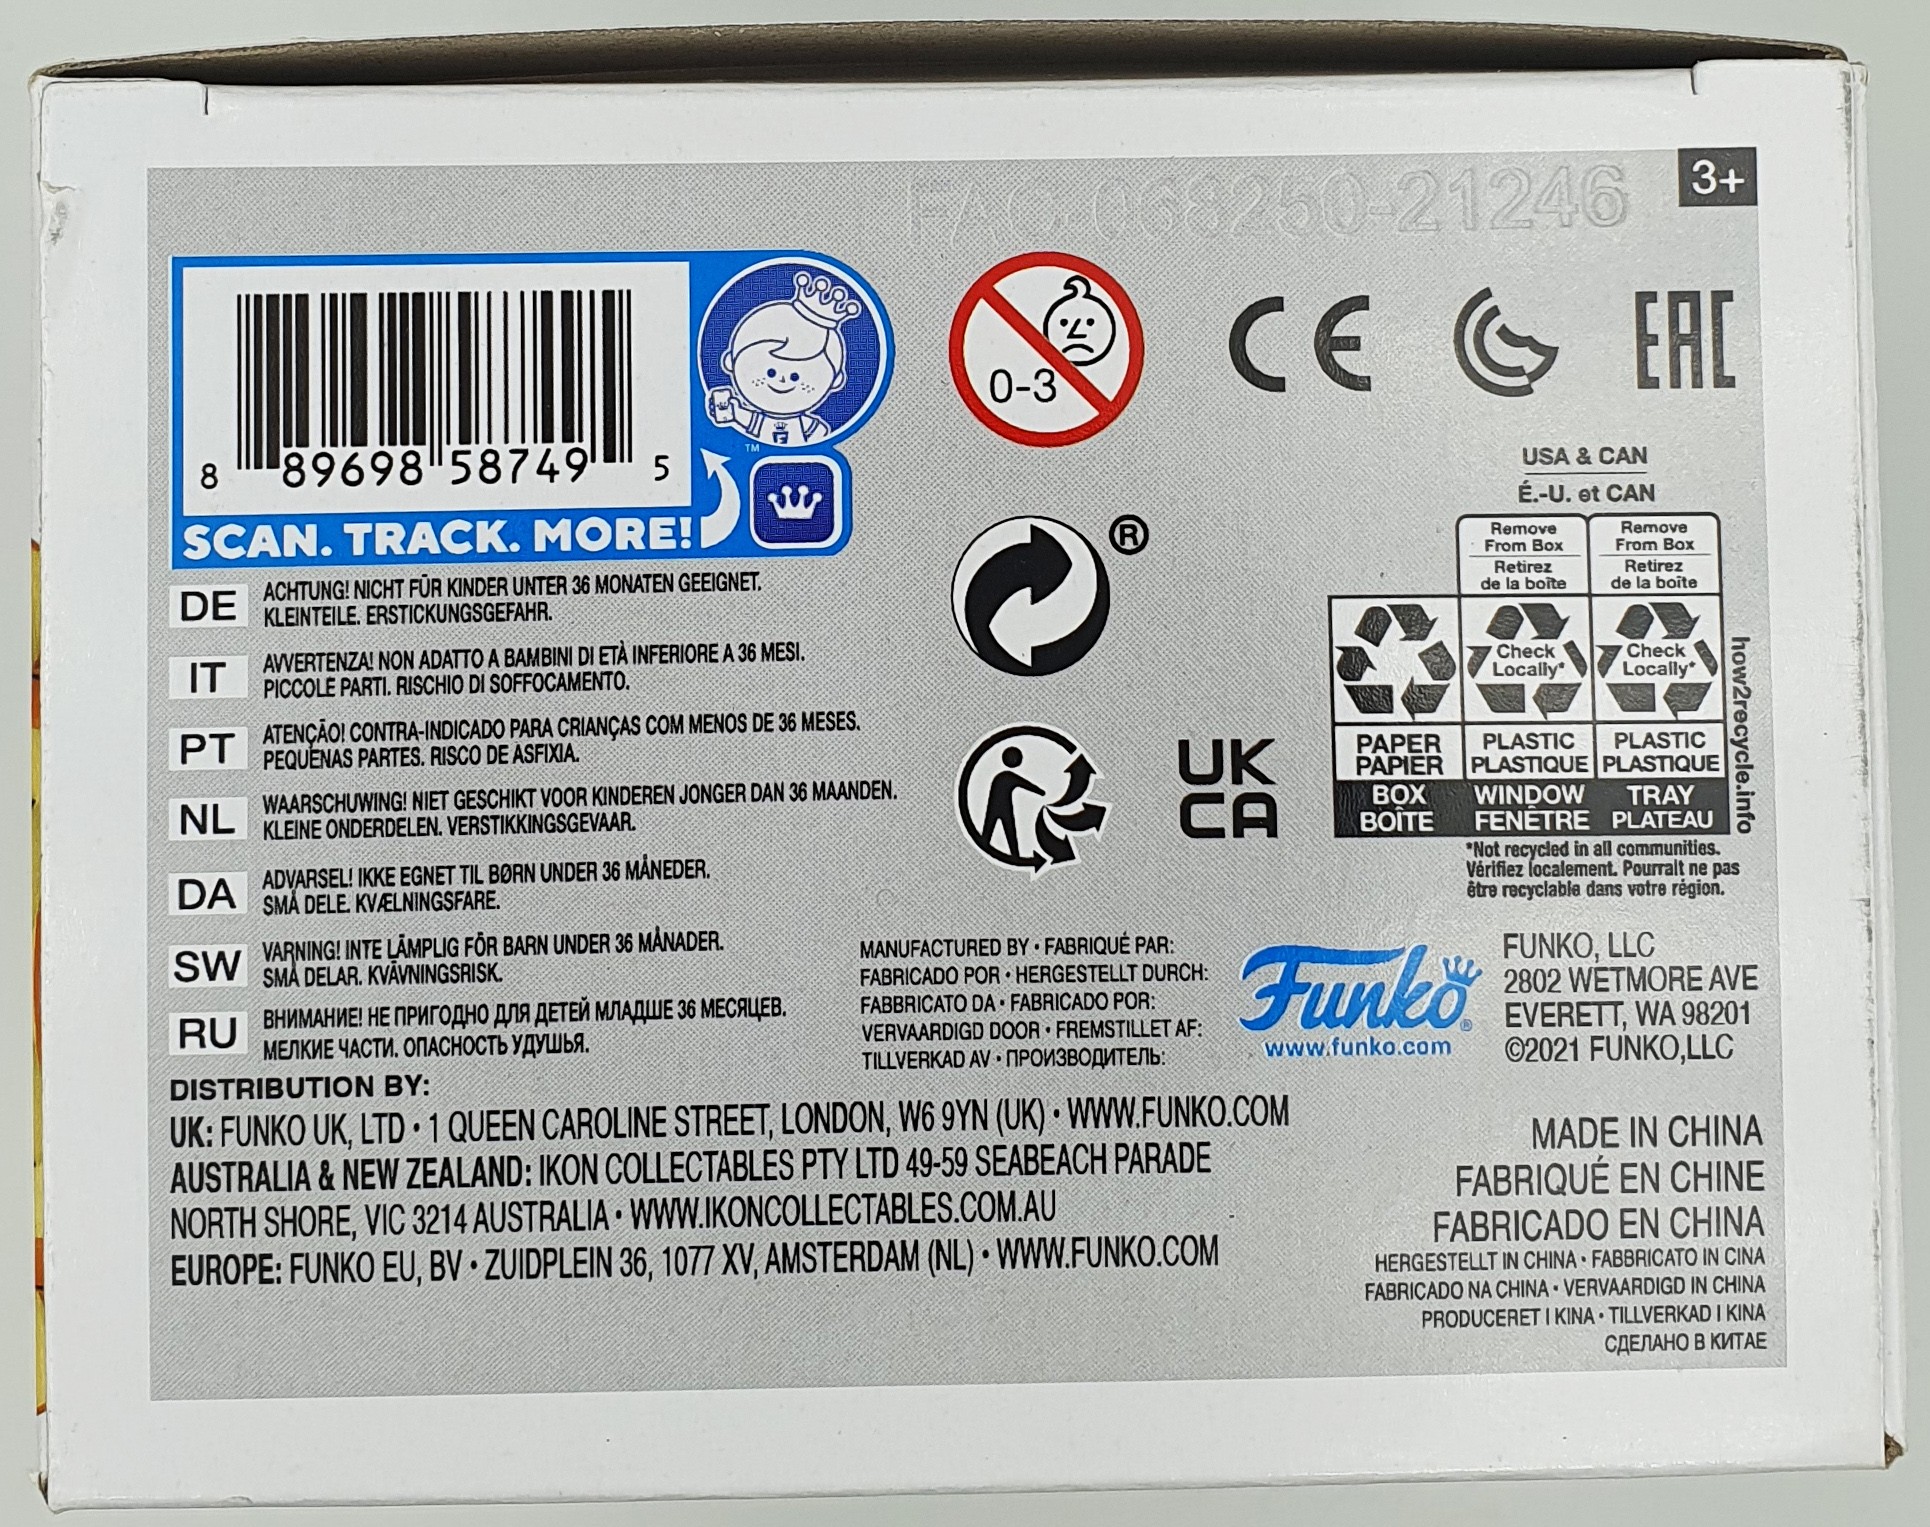 FAC-068250-21246
3+
8 89698 58749 5
TM
SCAN. TRACK. MORE!
0-3
CE
EAC
USA & CAN
É.-U. et CAN
Remove
From Box
Retirez
de la boîte
Remove
From Box
Retirez
de la boîte
Check
Locally*
Check
Locally*
PAPER
PAPIER
PLASTIC
PLASTIQUE
PLASTIC
PLASTIQUE
BOX
BOÎTE
WINDOW
FENÊTRE
TRAY
PLATEAU
how2recycle.info
*Not recycled in all communities.
Vérifiez localement. Pourrait ne pas
être recyclable dans votre région.
®
UK
CA
DE
ACHTUNG! NICHT FÜR KINDER UNTER 36 MONATEN GEEIGNET.
KLEINTEILE. ERSTICKUNGSGEFAHR.
IT
AVVERTENZA! NON ADATTO A BAMBINI DI ETÀ INFERIORE A 36 MESI.
PICCOLE PARTI. RISCHIO DI SOFFOCAMENTO.
PT
ATENÇÃO! CONTRA-INDICADO PARA CRIANÇAS COM MENOS DE 36 MESES.
PEQUENAS PARTES. RISCO DE ASFIXIA.
NL
WAARSCHUWING! NIET GESCHIKT VOOR KINDEREN JONGER DAN 36 MAANDEN.
KLEINE ONDERDELEN. VERSTIKKINGSGEVAAR.
DA
ADVARSEL! IKKE EGNET TIL BØRN UNDER 36 MÅNEDER.
SMÅ DELE. KVÆLNINGSFARE.
SW
VARNING! INTE LÄMPLIG FÖR BARN UNDER 36 MÅNADER.
SMÅ DELAR. KVÄVNINGSRISK.
RU
ВНИМАНИЕ! НЕ ПРИГОДНО ДЛЯ ДЕТЕЙ МЛАДШЕ 36 МЕСЯЦЕВ.
МЕЛКИЕ ЧАСТИ. ОПАСНОСТЬ УДУШЬЯ.
MANUFACTURED BY • FABRIQUÉ PAR:
FABRICADO POR • HERGESTELLT DURCH:
FABBRICATO DA • FABRICADO POR:
VERVAARDIGD DOOR • FREMSTILLET AF:
TILLVERKAD AV • ПРОИЗВОДИТЕЛЬ:
Funko®
www.funko.com
FUNKO, LLC
2802 WETMORE AVE
EVERETT, WA 98201
©2021 FUNKO,LLC
DISTRIBUTION BY:
UK: FUNKO UK, LTD • 1 QUEEN CAROLINE STREET, LONDON, W6 9YN (UK) • WWW.FUNKO.COM
AUSTRALIA & NEW ZEALAND: IKON COLLECTABLES PTY LTD 49-59 SEABEACH PARADE
NORTH SHORE, VIC 3214 AUSTRALIA • WWW.IKONCOLLECTABLES.COM.AU
EUROPE: FUNKO EU, BV • ZUIDPLEIN 36, 1077 XV, AMSTERDAM (NL) • WWW.FUNKO.COM
MADE IN CHINA
FABRIQUÉ EN CHINE
FABRICADO EN CHINA
HERGESTELLT IN CHINA • FABBRICATO IN CINA
FABRICADO NA CHINA • VERVAARDIGD IN CHINA
PRODUCERET I KINA • TILLVERKAD I KINA
СДЕЛАНО В КИТАЕ